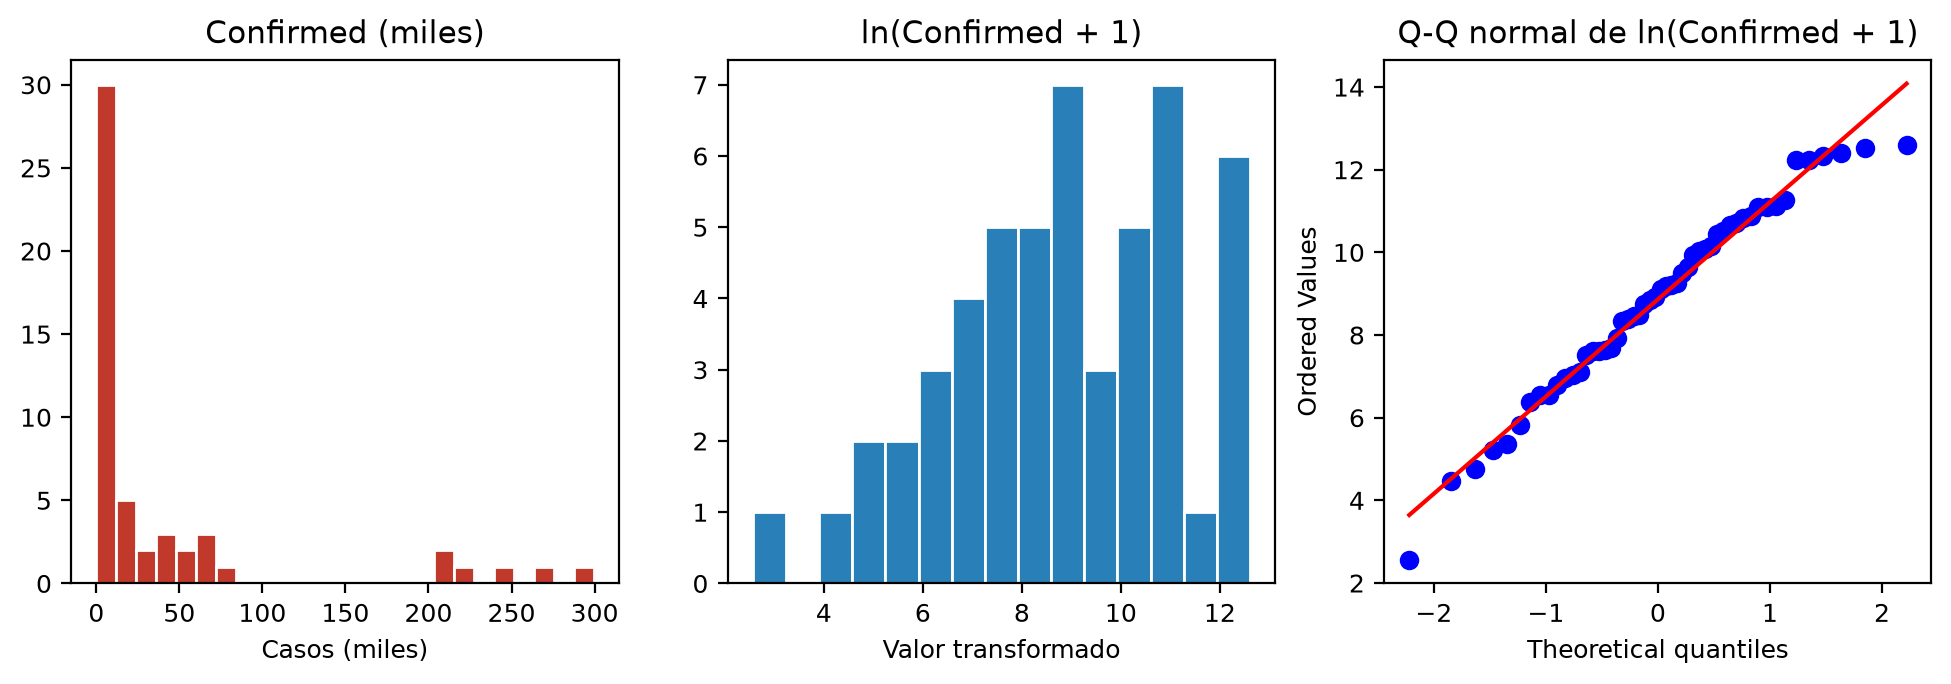 Confirmed (miles)
30
25
20
15
10
5
0
0 50 100 150 200 250 300
Casos (miles)
ln(Confirmed + 1)
7
6
5
4
3
2
1
0
4 6 8 10 12
Valor transformado
Q-Q normal de ln(Confirmed + 1)
Ordered Values
14
12
10
8
6
4
2
−2 −1 0 1 2
Theoretical quantiles